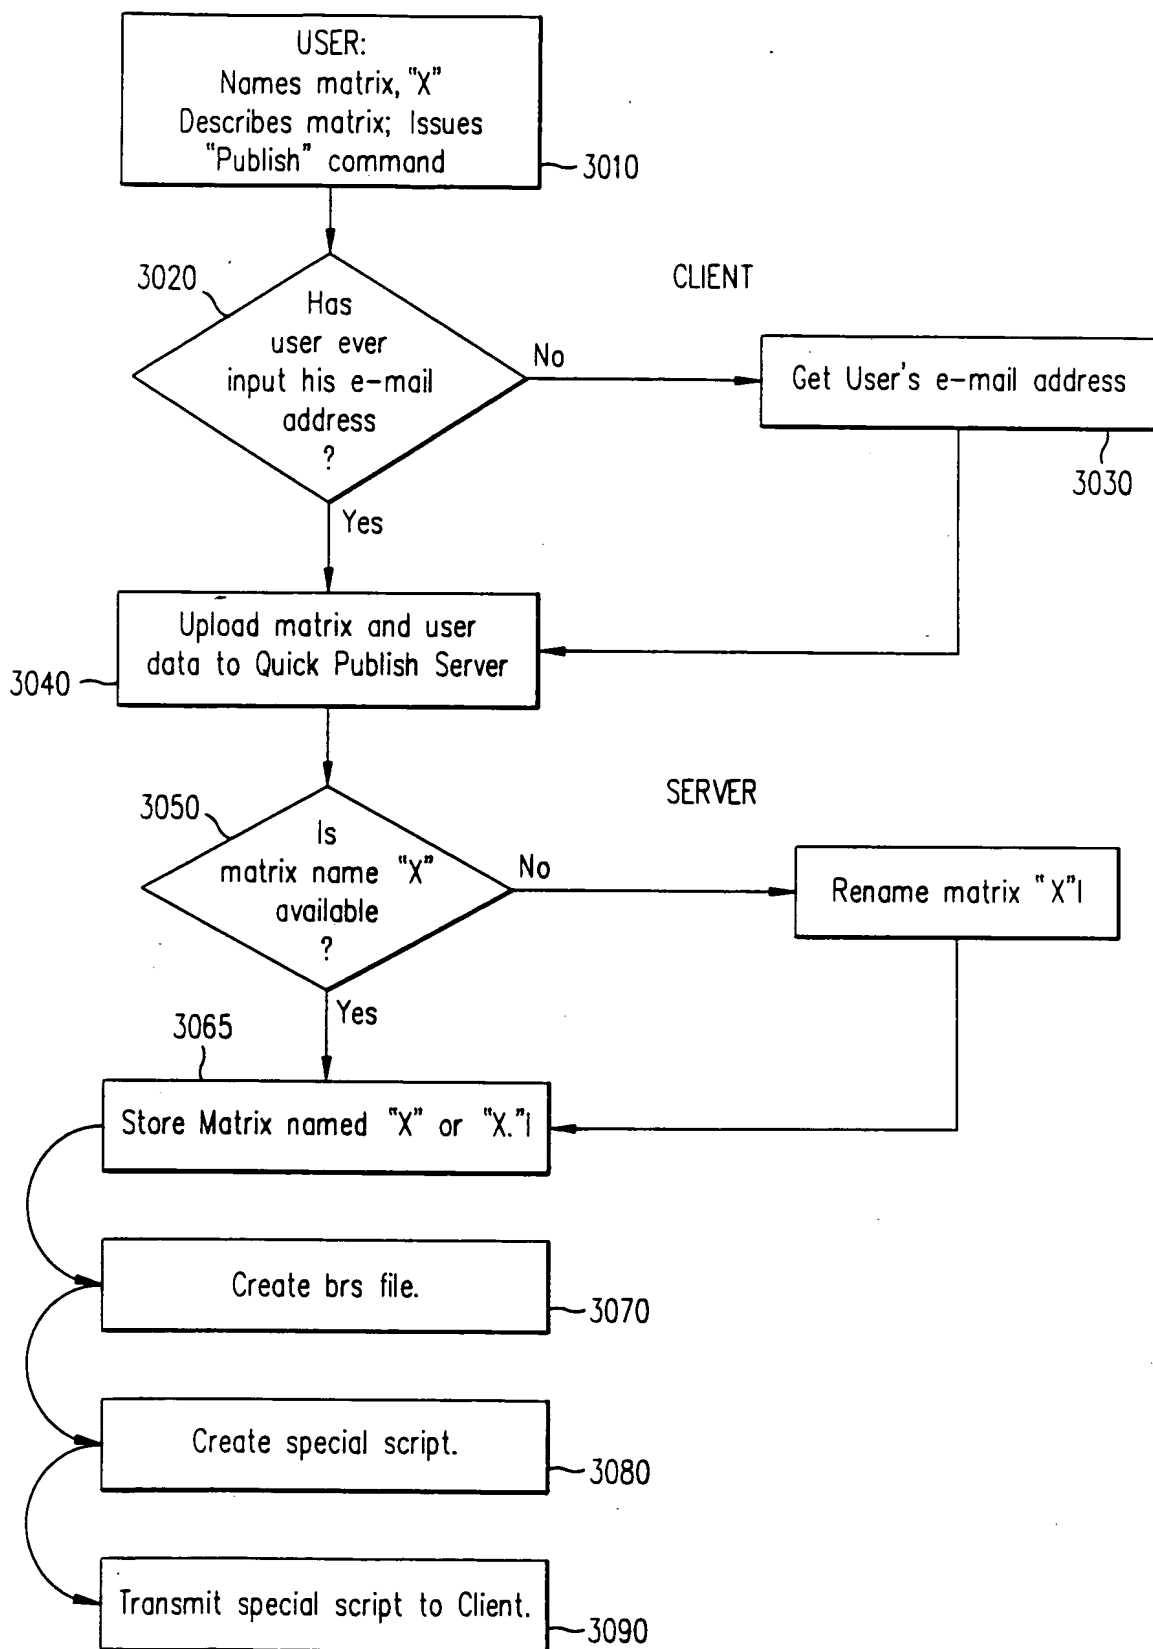 USER:
Names matrix, "X"
Describes matrix; Issues
"Publish" command
3010
3020
CLIENT
Has
user ever
input his e-mail
address
?
No
Get User's e-mail address
3030
Yes
Upload matrix and user
data to Quick Publish Server
3040
SERVER
3050
Is
matrix name "X"
available
?
No
Rename matrix "X"|
Yes
3065
Store Matrix named "X" or "X."|
Create brs file.
3070
Create special script.
3080
Transmit special script to Client.
3090